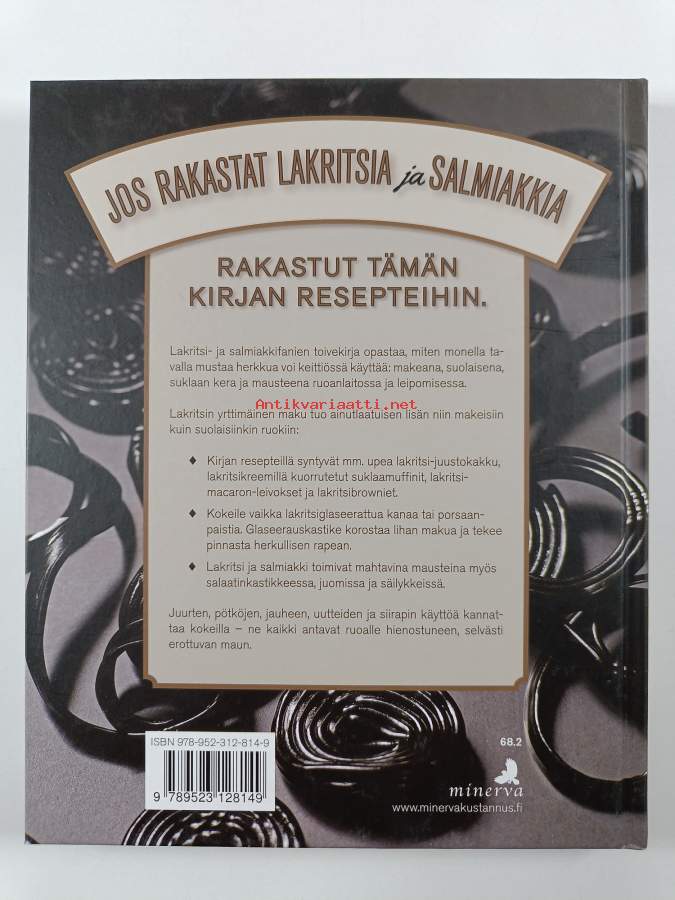 JOS RAKASTAT LAKRITSIA ja SALMIAKKIA
RAKASTUT TÄMÄN
KIRJAN RESEPTEIHIN.
Lakritsi- ja salmiakkifanien toivekirja opastaa, miten monella ta-
valla mustaa herkkua voi keittiössä käyttää: makeana, suolaisena,
suklaan kera ja mausteena ruoanlaitossa ja leipomisessa.
Antikvariaatti.net
Lakritsin yrttimäinen maku tuo ainutlaatuisen lisän niin makeisiin
kuin suolaisiinkin ruokiin:
♦ Kirjan resepteillä syntyvät mm. upea lakritsi-juustokakku,
lakritsikreemillä kuorrutetut suklaamuffinit, lakritsi-
macaron-leivokset ja lakritsibrowniet.
♦ Kokeile vaikka lakritsiglaseerattua kanaa tai porsaan-
paistia. Glaseerauskastike korostaa lihan makua ja tekee
pinnasta herkullisen rapean.
♦ Lakritsi ja salmiakki toimivat mahtavina mausteina myös
salaatinkastikkeessa, juomissa ja säilykkeissä.
Juurten, pötköjen, jauheen, uutteiden ja siirapin käyttöä kannat-
taa kokeilla – ne kaikki antavat ruoalle hienostuneen, selvästi
erottuvan maun.
ISBN 978-952-312-814-9
9 789523 128149
68.2
minerva
www.minervakustannus.fi